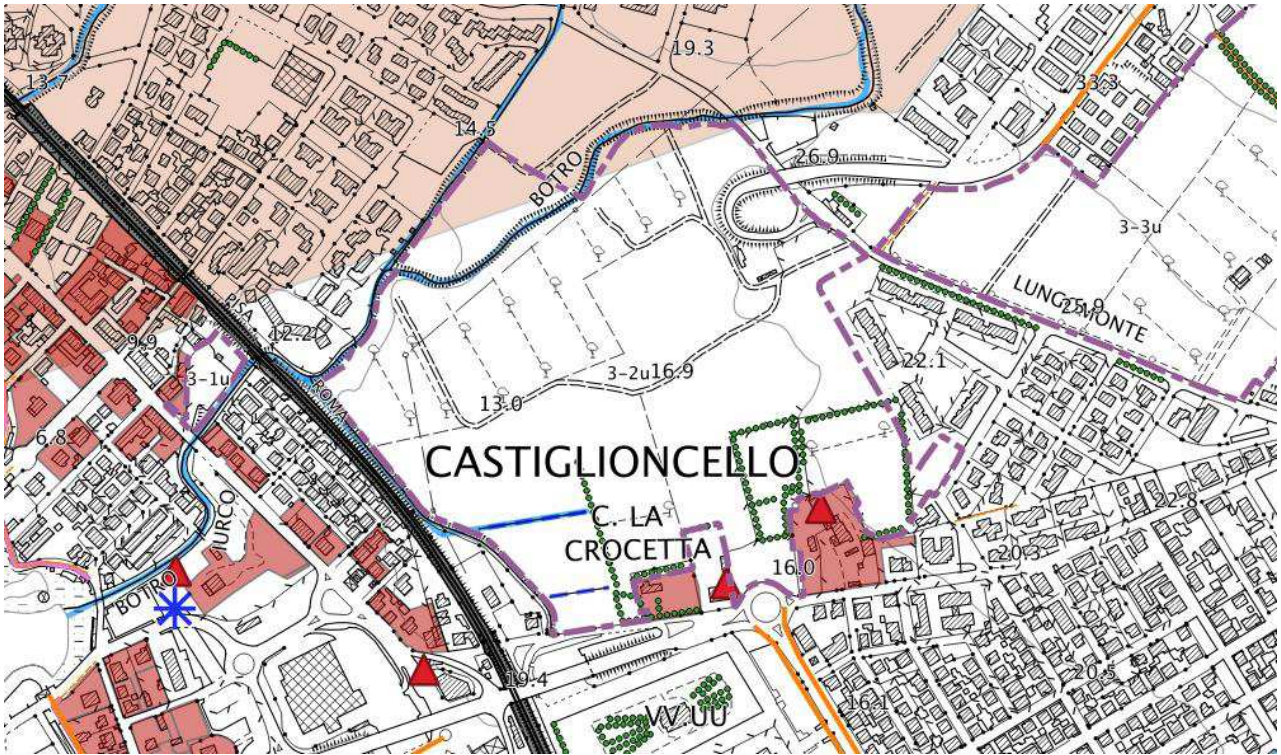 19.3
13.7
33.3
14.5
BOTRO
26.9
3-3u
LUNGOMONTE
25.9
PISA
12.2
9.9
22.1
3-1u
3-2u16.9
ROMA
13.0
6.8
CASTIGLIONCELLO
22.8
TURCO
C. LA
CROCETTA
20.3
16.0
BOTRO
19.4
20.5
16.1
VV.UU